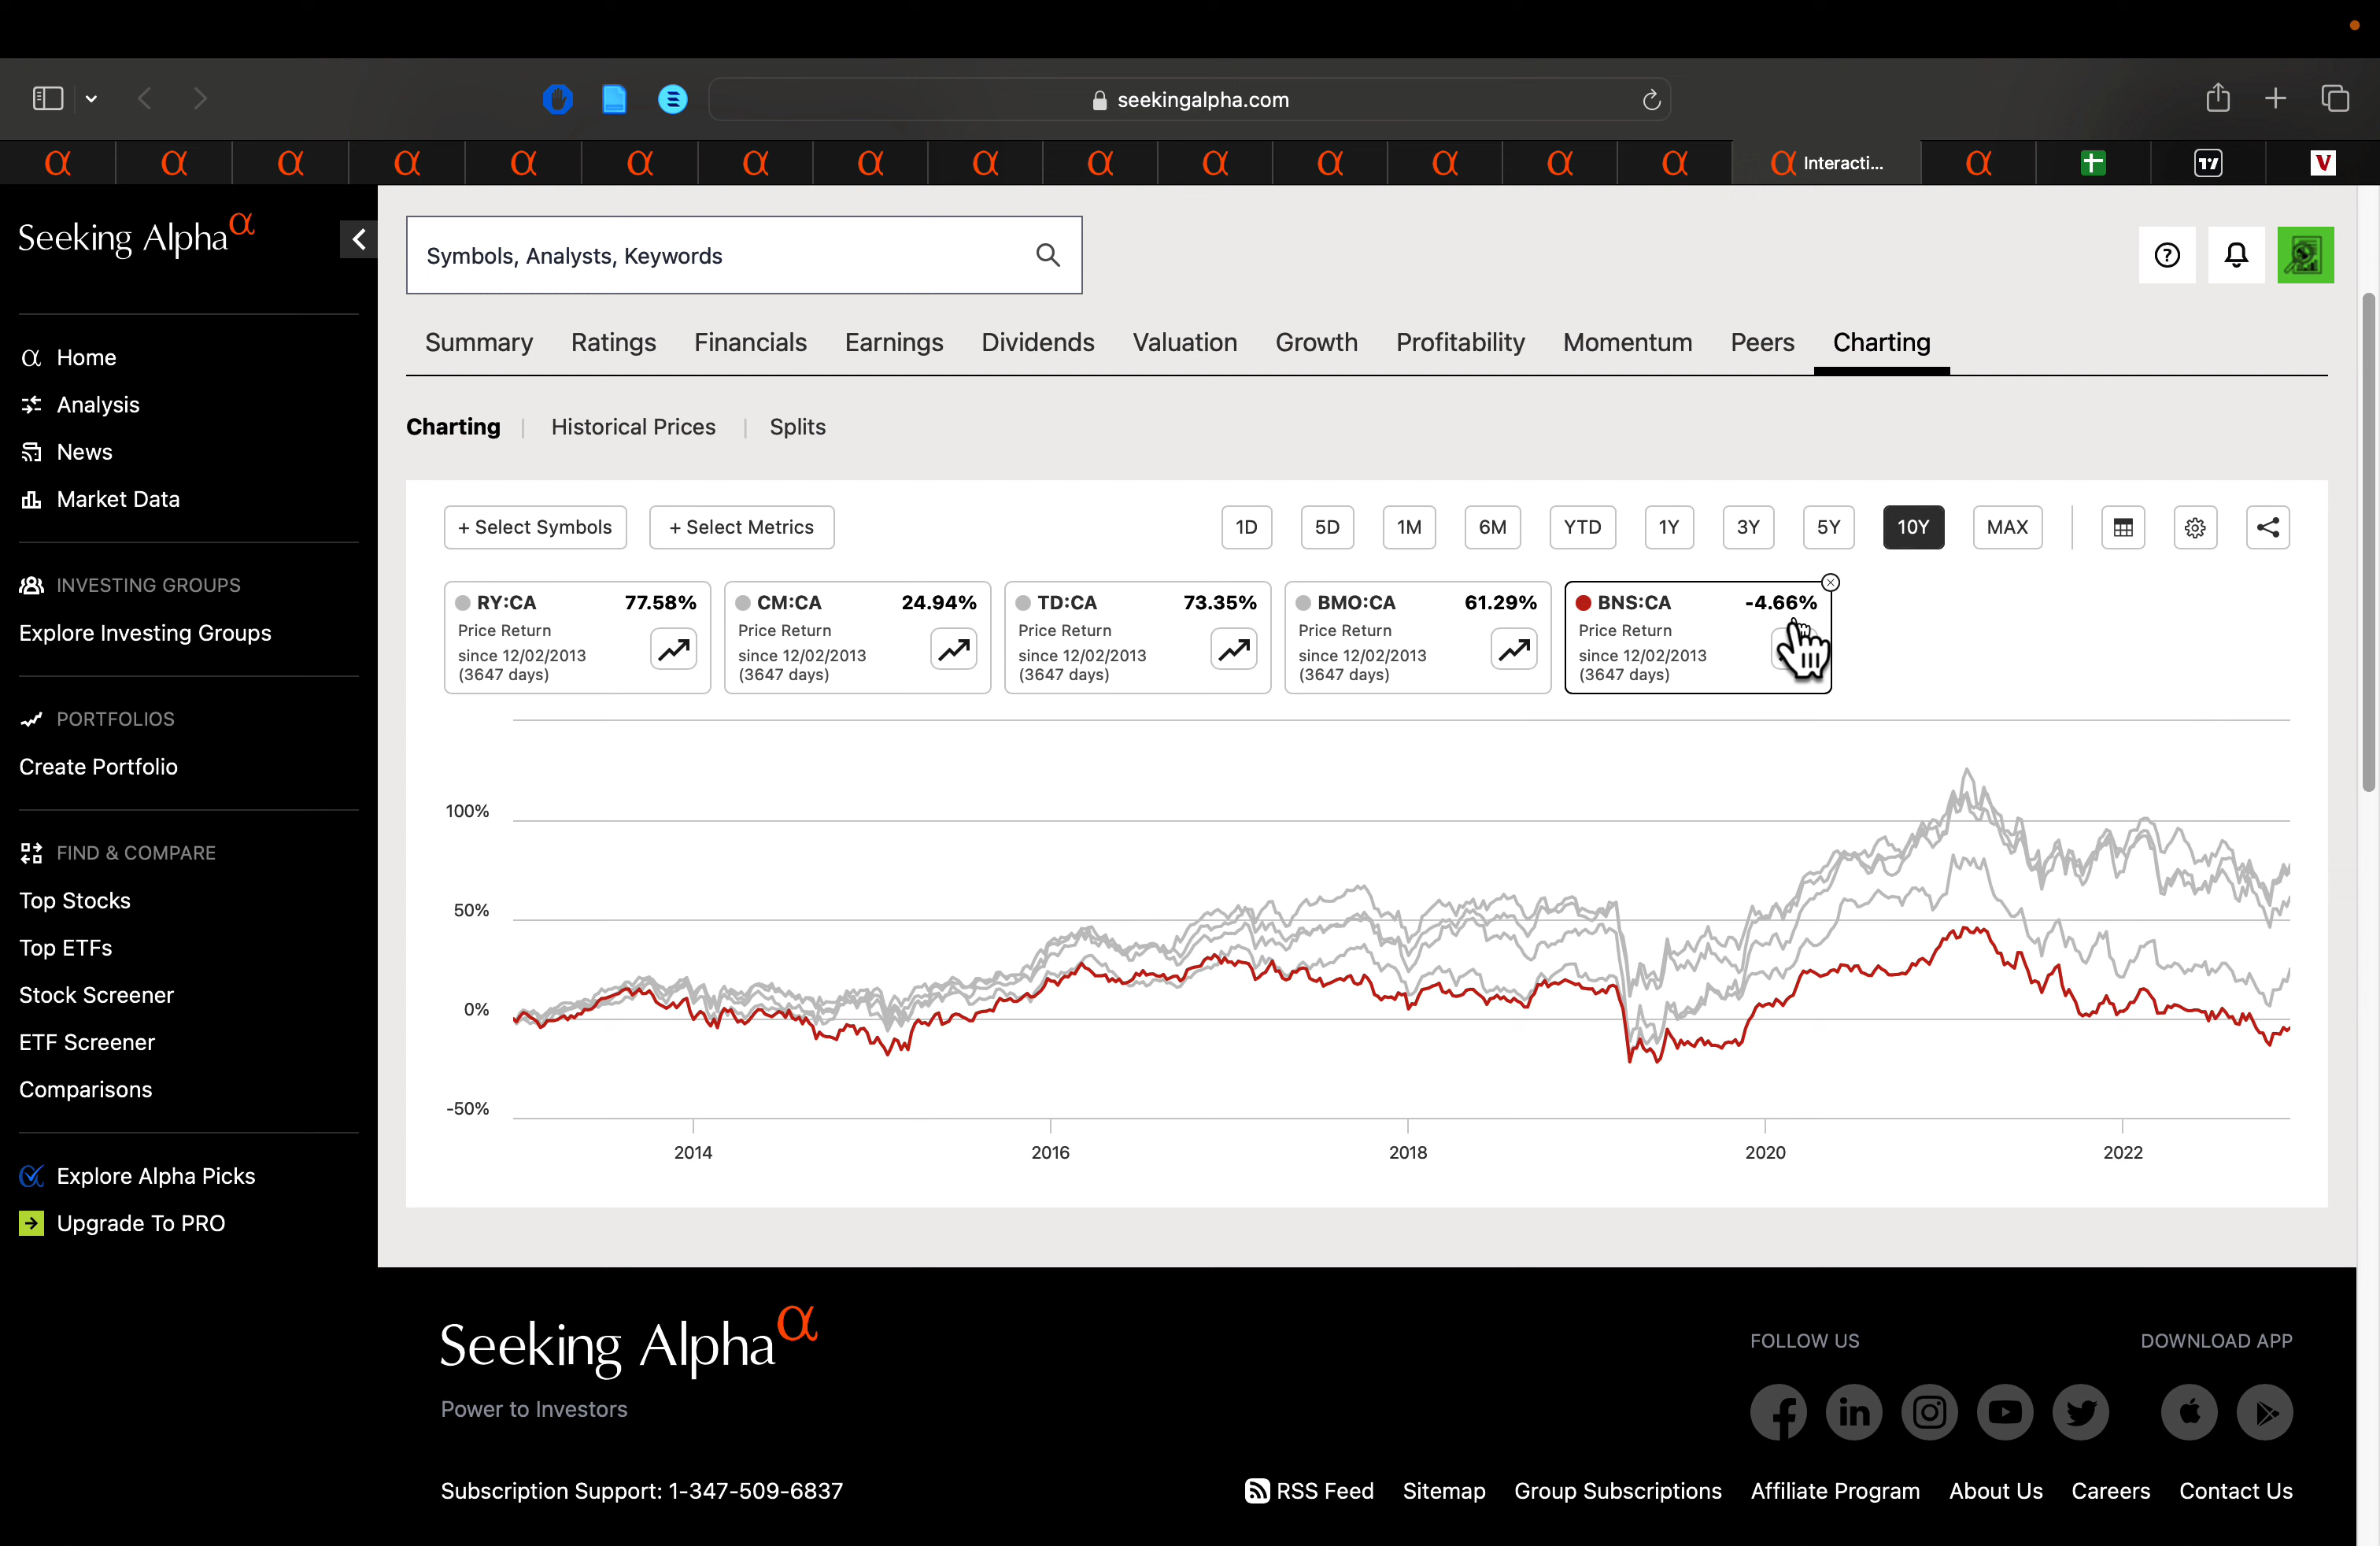 seekingalpha.com
Interacti...
Seeking Alpha α
Symbols, Analysts, Keywords
Summary Ratings Financials Earnings Dividends Valuation Growth Profitability Momentum Peers Charting
Home
Analysis
News
Market Data
INVESTING GROUPS
Explore Investing Groups
PORTFOLIOS
Create Portfolio
FIND & COMPARE
Top Stocks
Top ETFs
Stock Screener
ETF Screener
Comparisons
Explore Alpha Picks
Upgrade To PRO
Charting | Historical Prices | Splits
+ Select Symbols + Select Metrics 1D 5D 1M 6M YTD 1Y 3Y 5Y 10Y MAX
RY:CA 77.58%
Price Return
since 12/02/2013
(3647 days)
CM:CA 24.94%
Price Return
since 12/02/2013
(3647 days)
TD:CA 73.35%
Price Return
since 12/02/2013
(3647 days)
BMO:CA 61.29%
Price Return
since 12/02/2013
(3647 days)
BNS:CA -4.66%
Price Return
since 12/02/2013
(3647 days)
100%
50%
0%
-50%
2014 2016 2018 2020 2022
Seeking Alpha α
Power to Investors
Subscription Support: 1-347-509-6837
FOLLOW US
DOWNLOAD APP
RSS Feed Sitemap Group Subscriptions Affiliate Program About Us Careers Contact Us